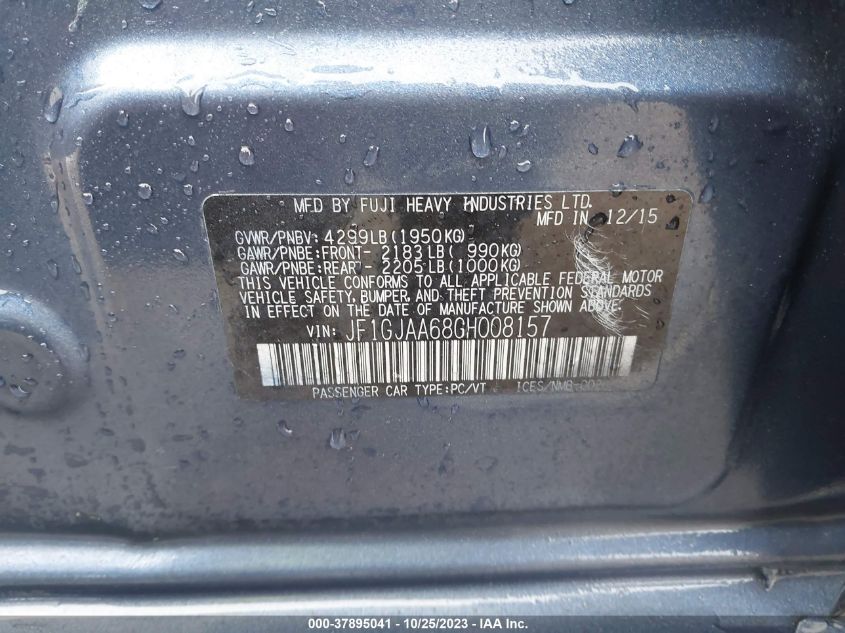 MFD BY FUJI HEAVY INDUSTRIES LTD.
MFD IN 12/15
GVWR/PNBV: 4299LB(1950KG)
GAWR/PNBE:FRONT- 2183LB( 990KG)
GAWR/PNBE:REAR- 2205LB(1000KG)
THIS VEHICLE CONFORMS TO ALL APPLICABLE FEDERAL MOTOR
VEHICLE SAFETY, BUMPER, AND THEFT PREVENTION STANDARDS
IN EFFECT ON THE DATE OF MANUFACTURE SHOWN ABOVE.
VIN: JF1GJAA68GH008157
PASSENGER CAR TYPE:PC/VT ICES/NMB-002
000-37895041 / 10/25/2023 / IAA Inc.